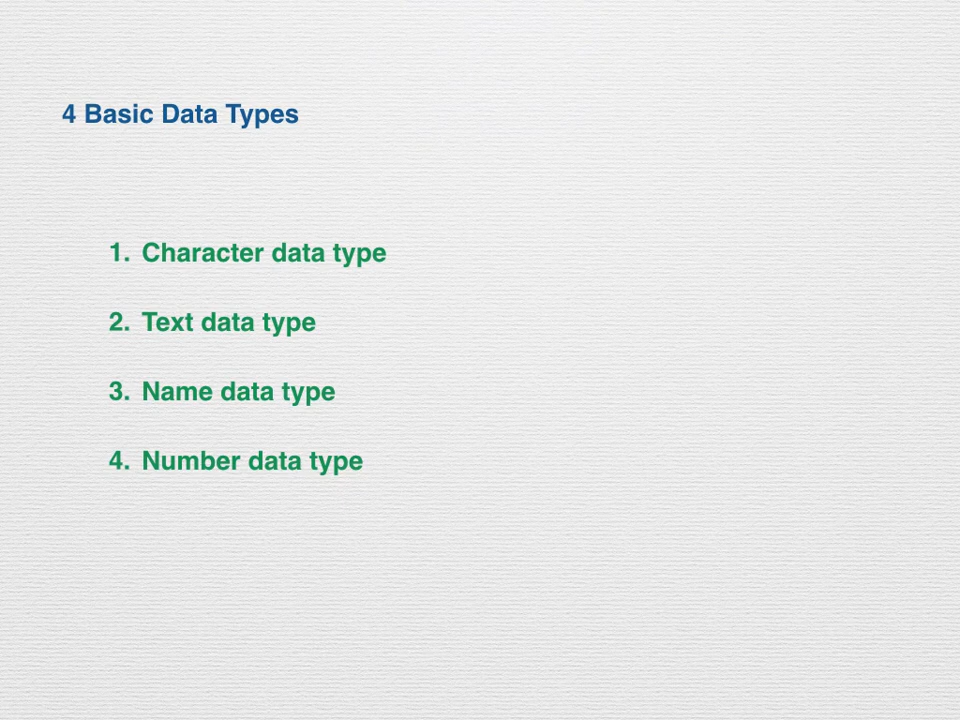 4 Basic Data Types
1. Character data type
2. Text data type
3. Name data type
4. Number data type